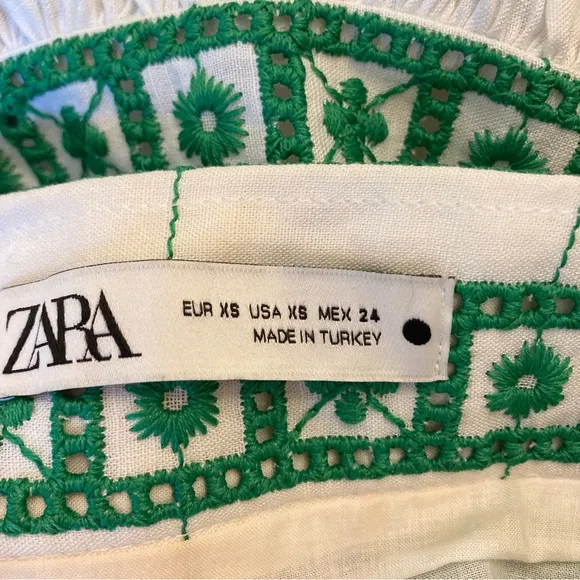 ZARA
EUR XS USA XS MEX 24
MADE IN TURKEY